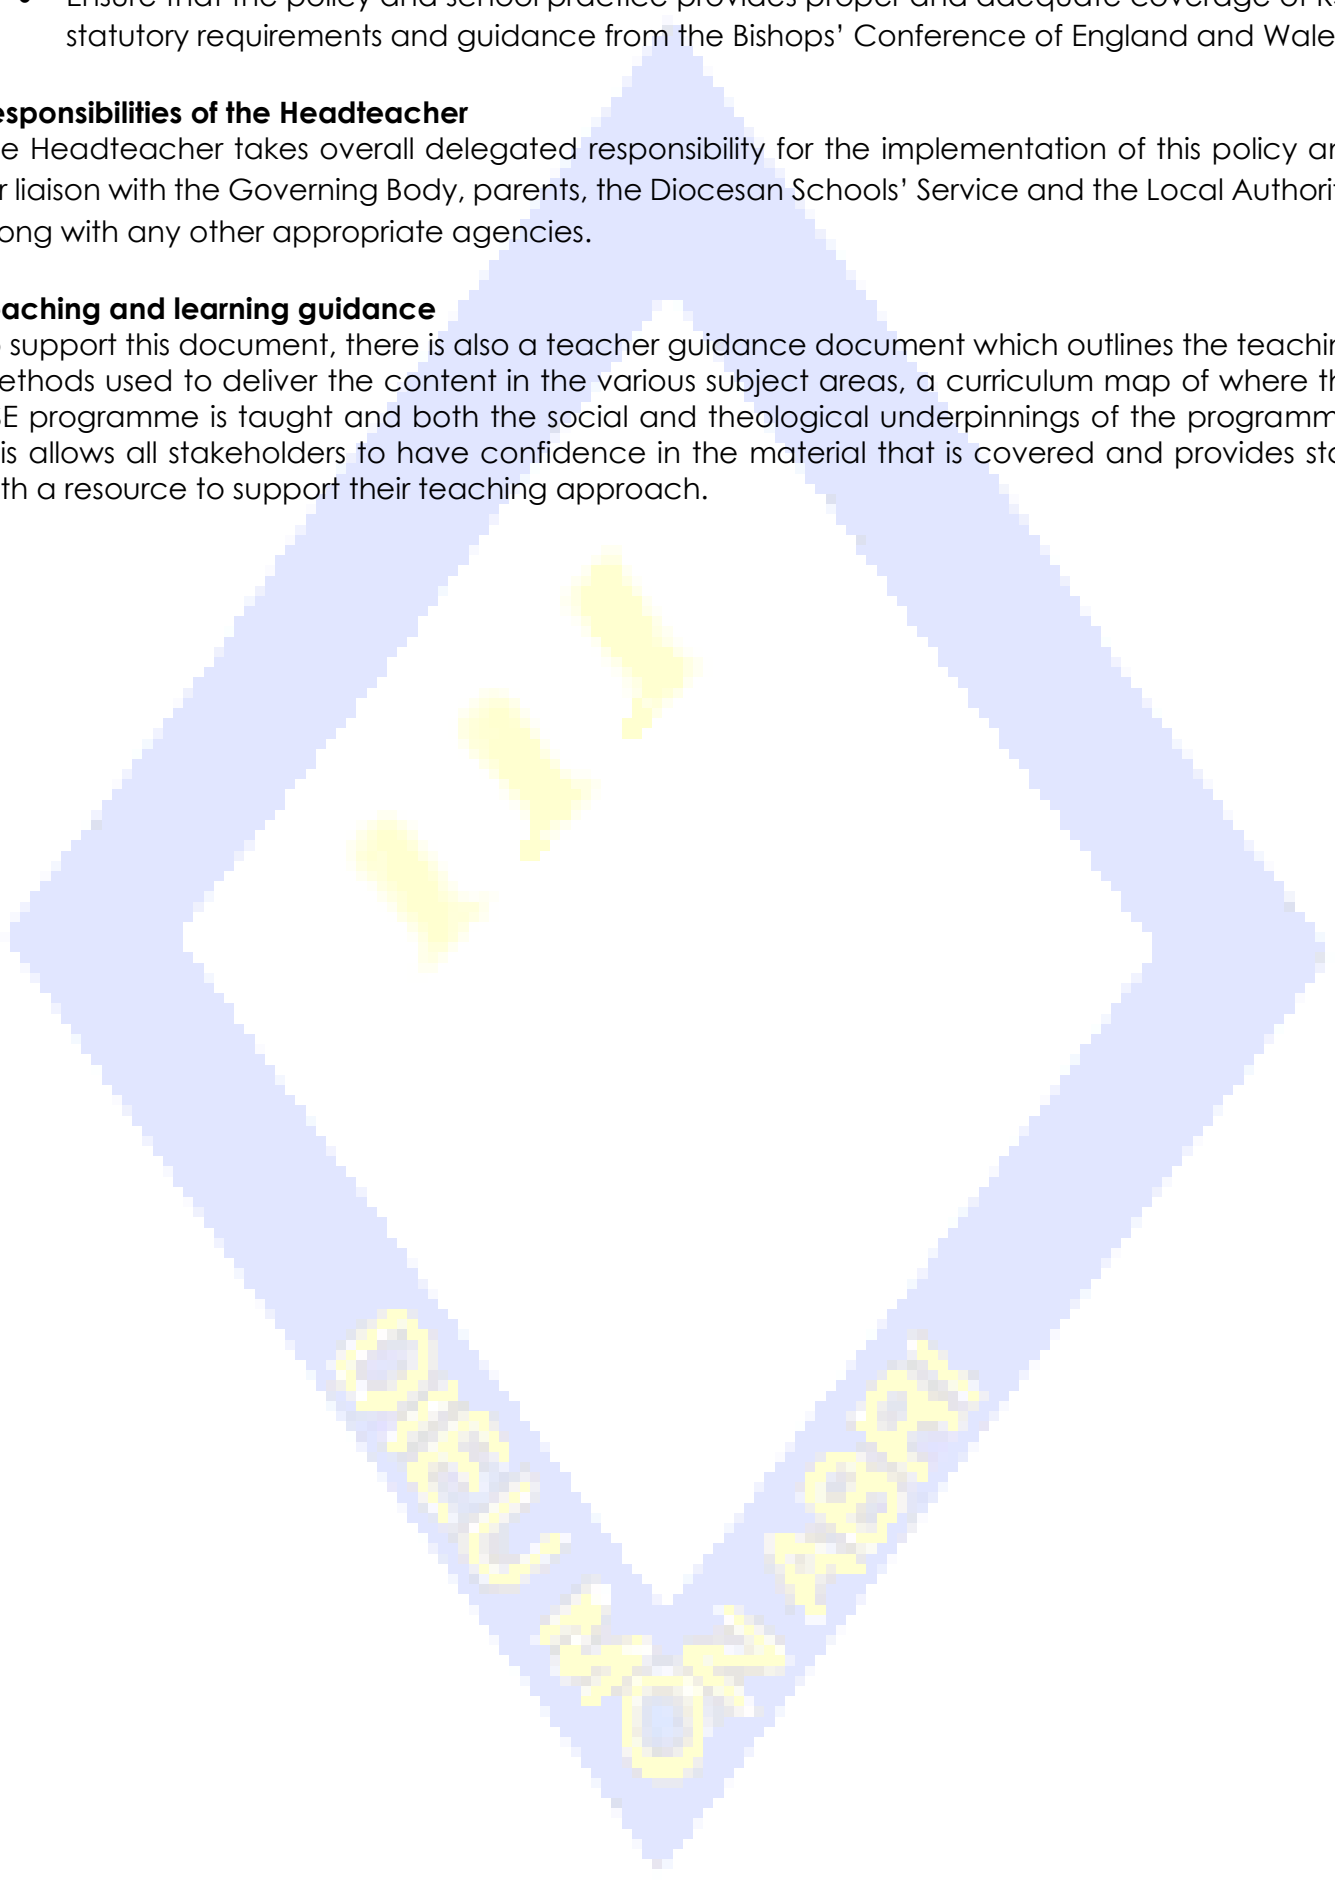 • Ensure that the policy and school practice provides proper and adequate coverage of
statutory requirements and guidance from the Bishops’ Conference of England and Wale
esponsibilities of the Headteacher
e Headteacher takes overall delegated responsibility for the implementation of this policy an
r liaison with the Governing Body, parents, the Diocesan Schools’ Service and the Local Authorit
ong with any other appropriate agencies.
aching and learning guidance
support this document, there is also a teacher guidance document which outlines the teachin
ethods used to deliver the content in the various subject areas, a curriculum map of where th
SE programme is taught and both the social and theological underpinnings of the programm
is allows all stakeholders to have confidence in the material that is covered and provides sta
th a resource to support their teaching approach.
DIEU MON ABRI